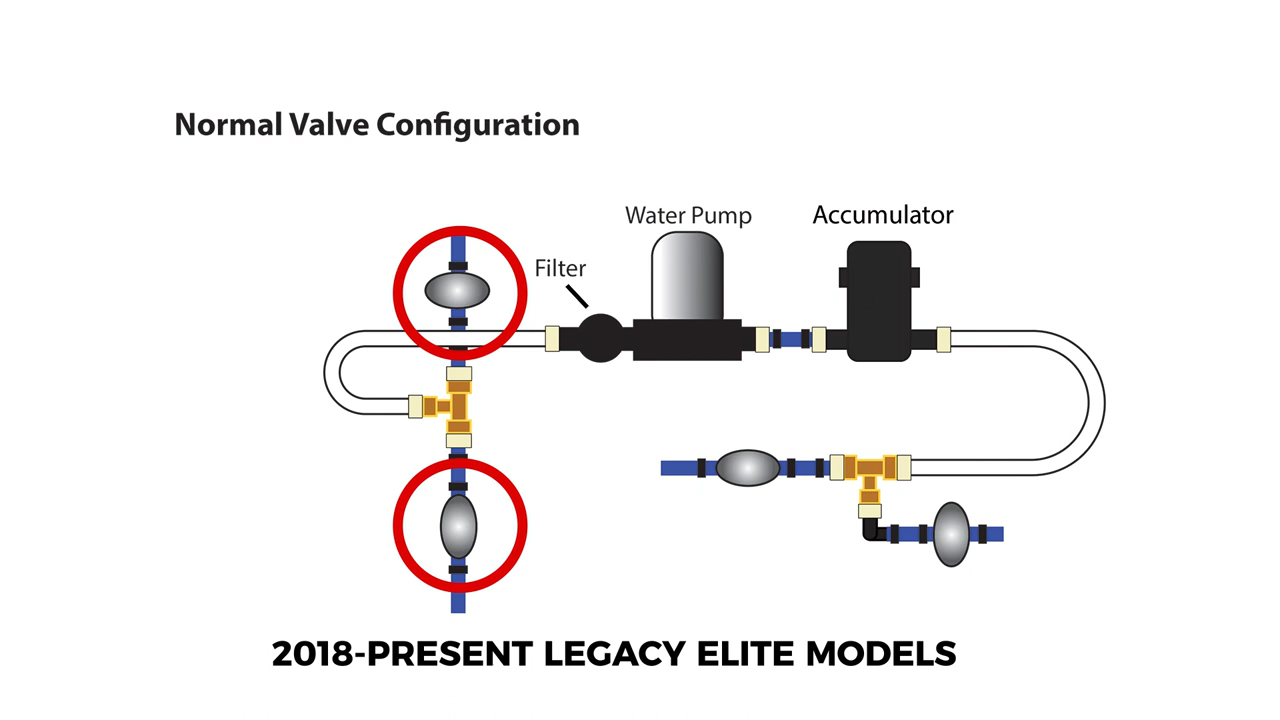 Normal Valve Configuration
Water Pump
Accumulator
Filter
2018-PRESENT LEGACY ELITE MODELS